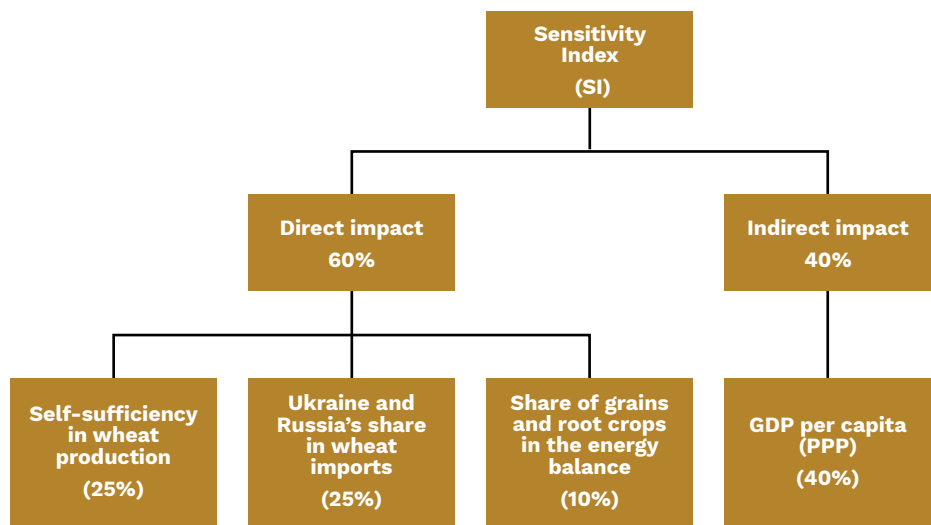 Sensitivity
Index
(SI)
Direct impact
60%
Indirect impact
40%
Self-sufficiency
in wheat
production
(25%)
Ukraine and
Russia's share
in wheat
imports
(25%)
Share of grains
and root crops
in the energy
balance
(10%)
GDP per capita
(PPP)
(40%)